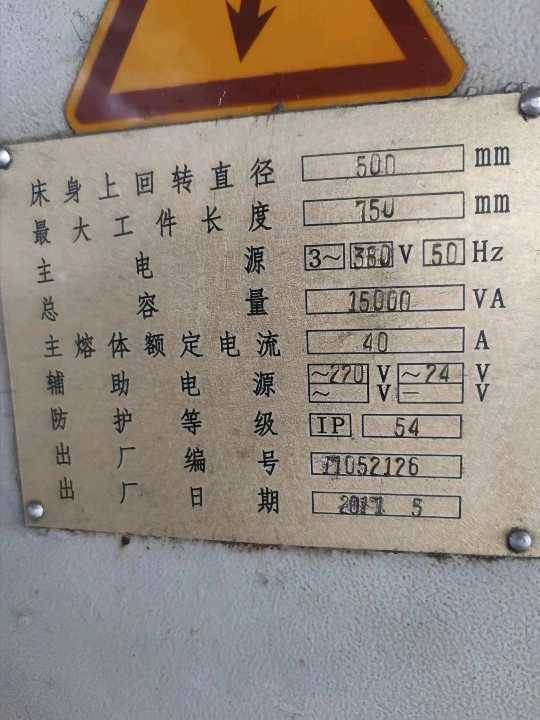 床身上回转直径 500 mm
最大工件长度 750 mm
主电源 3~ 380 V 50 Hz
总容量 15000 VA
主熔体额定电流 40 A
辅助电源 ~220 V ~24 V
~ V — V
防护等级 IP 54
出厂编号 J1052126
出厂日期 2011 5